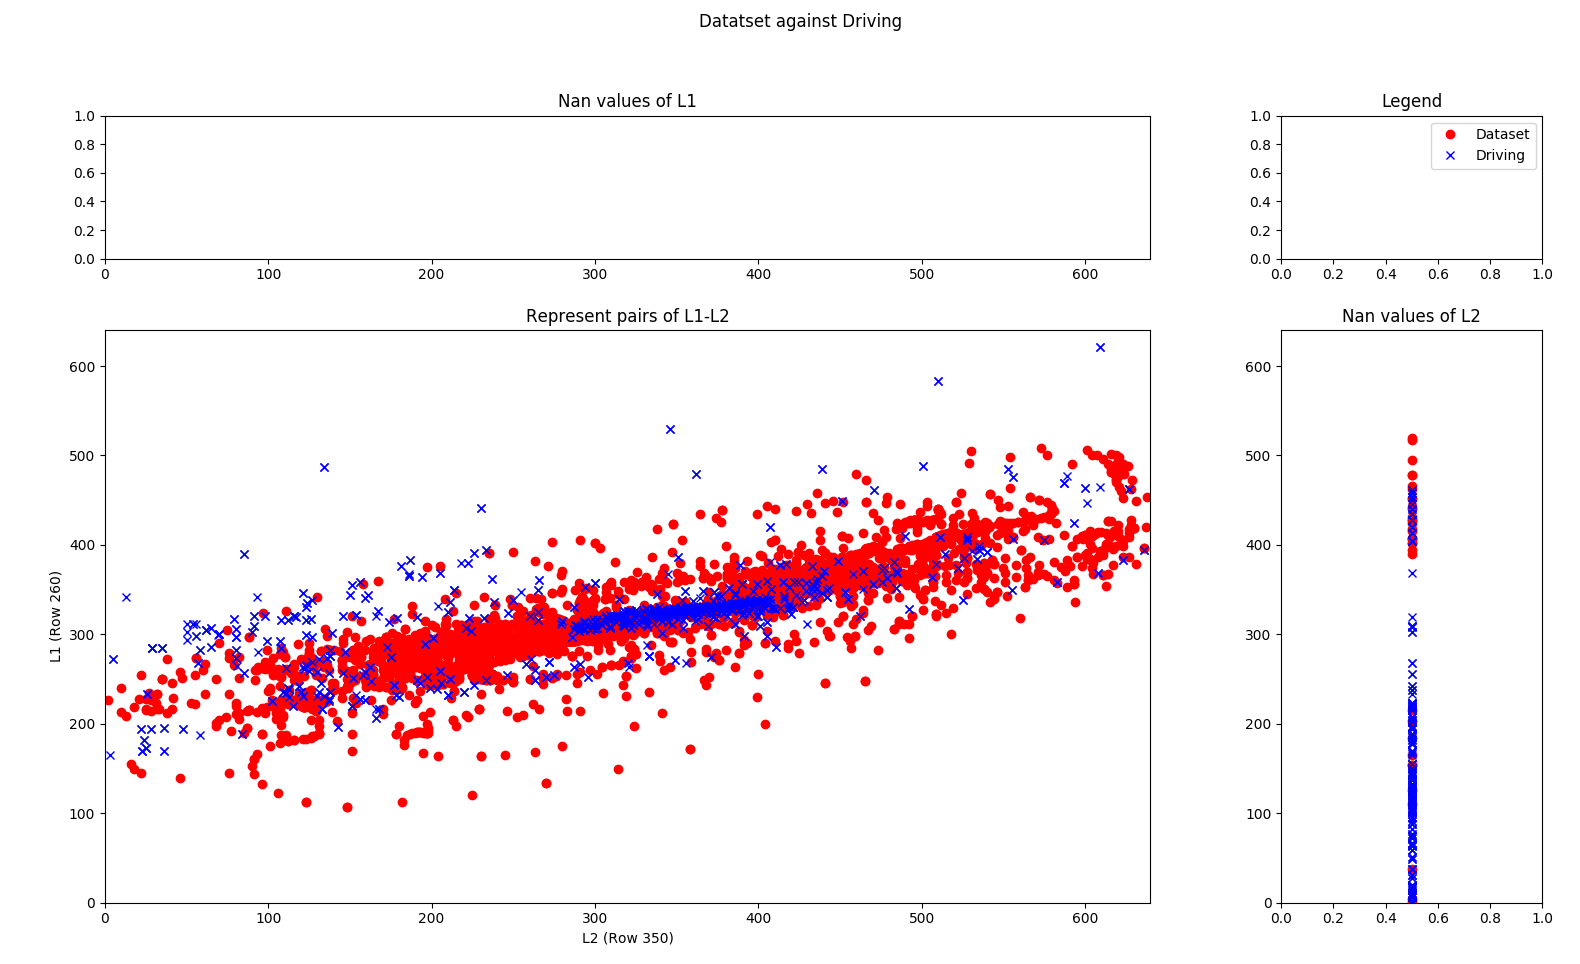 Datatset against Driving
Nan values of L1
1.0
0.8
0.6
0.4
0.2
0.0
0 100 200 300 400 500 600
Legend
1.0
0.8
0.6
0.4
0.2
0.0
0.0 0.2 0.4 0.6 0.8 1.0
Dataset
Driving
Represent pairs of L1-L2
L1 (Row 260)
600
500
400
300
200
100
0
0 100 200 300 400 500 600
L2 (Row 350)
Nan values of L2
600
500
400
300
200
100
0
0.0 0.2 0.4 0.6 0.8 1.0